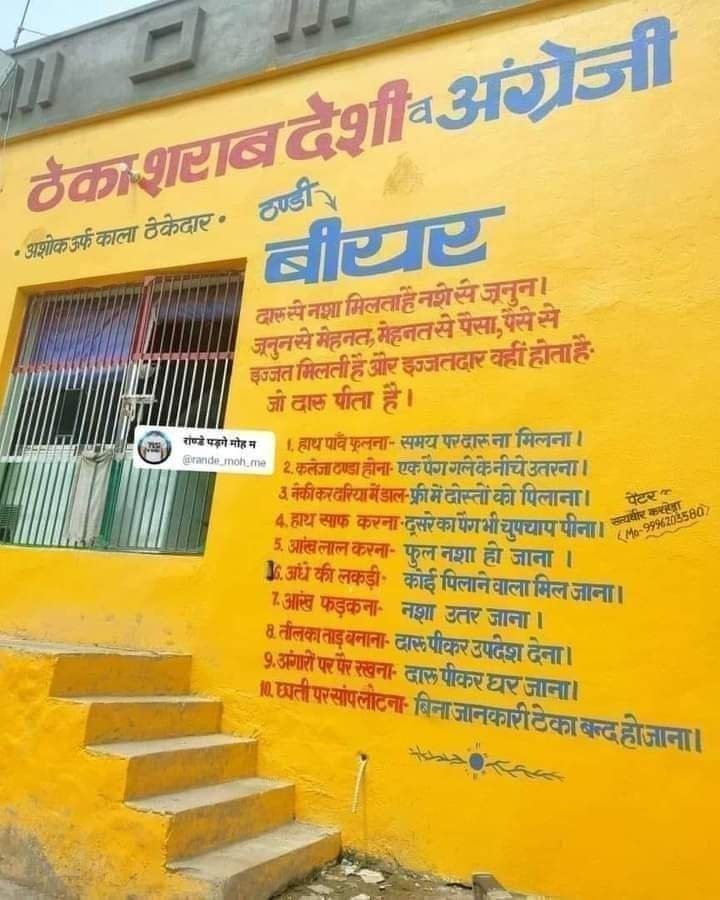 ठेका शराब देशी व अंग्रेजी
• अशोक उर्फ काला ठेकेदार •
ठण्डी
बीयर
दारू से नशा मिलता है नशे से जूनून।
जूनून से मेहनत, मेहनत से पैसा, पैसे से
इज्जत मिलती है और इज्जतदार वहीं होता है-
जो दारू पीता है।
रांण्डे पड़गे मोह म
@rande_moh_me
1. हाथ पाँव फूलना- समय पर दारू ना मिलना।
2. कलेजा ठण्डा होना- एक पैग गले के नीचे उतरना।
3. नेकी कर दरिया में डाल- फ्री में दोस्तों को पिलाना।
4. हाथ साफ करना- दूसरे का पैग भी चुपचाप पीना।
5. आंख लाल करना- फुल नशा हो जाना।
6. अंधे की लकड़ी- कोई पिलाने वाला मिल जाना।
7. आंख फड़कना- नशा उतर जाना।
8. तील का ताड़ बनाना- दारू पीकर उपदेश देना।
9. अंगारों पर पैर रखना- दारू पीकर घर जाना।
10. छाती पर सांप लोटना- बिना जानकारी ठेका बन्द हो जाना।
पेंटर
(Mo-9996203580)